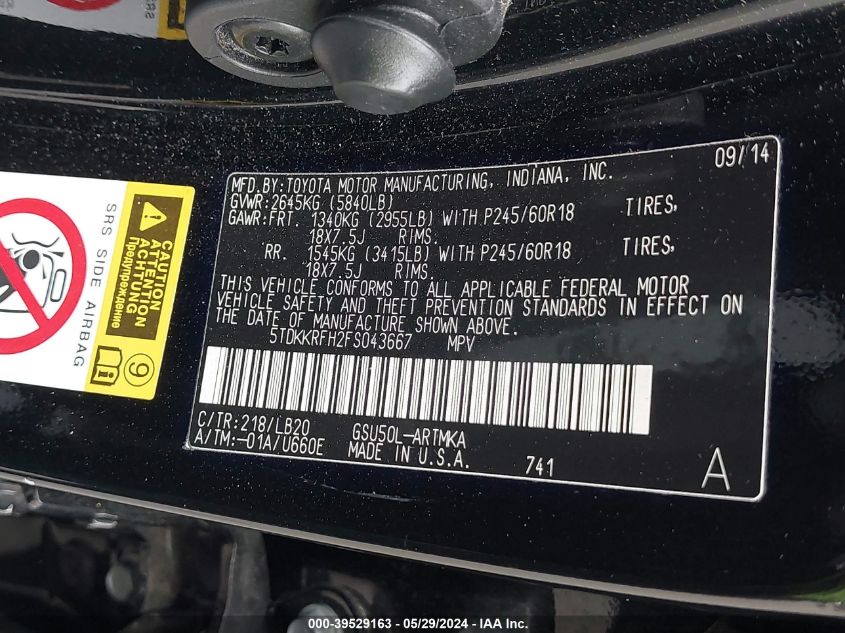 SRS
09/14
MFD.BY:TOYOTA MOTOR MANUFACTURING, INDIANA, INC.
GVWR:2645KG (5840LB)
GAWR:FRT. 1340KG (2955LB) WITH P245/60R18 TIRES,
18X7.5J RIMS.
RR. 1545KG (3415LB) WITH P245/60R18 TIRES,
18X7.5J RIMS.
THIS VEHICLE CONFORMS TO ALL APPLICABLE FEDERAL MOTOR
VEHICLE SAFETY AND THEFT PREVENTION STANDARDS IN EFFECT ON
THE DATE OF MANUFACTURE SHOWN ABOVE.
5TDKKRFH2FS043667 MPV
C/TR:218/LB20 GSU50L-ARTMKA
A/TM:-01A/U660E MADE IN U.S.A. 741 A
SRS SIDE AIRBAG
CAUTION
ATTENTION
ACHTUNG
Предупреждение
9
000-39529163 - 05/29/2024 - IAA Inc.